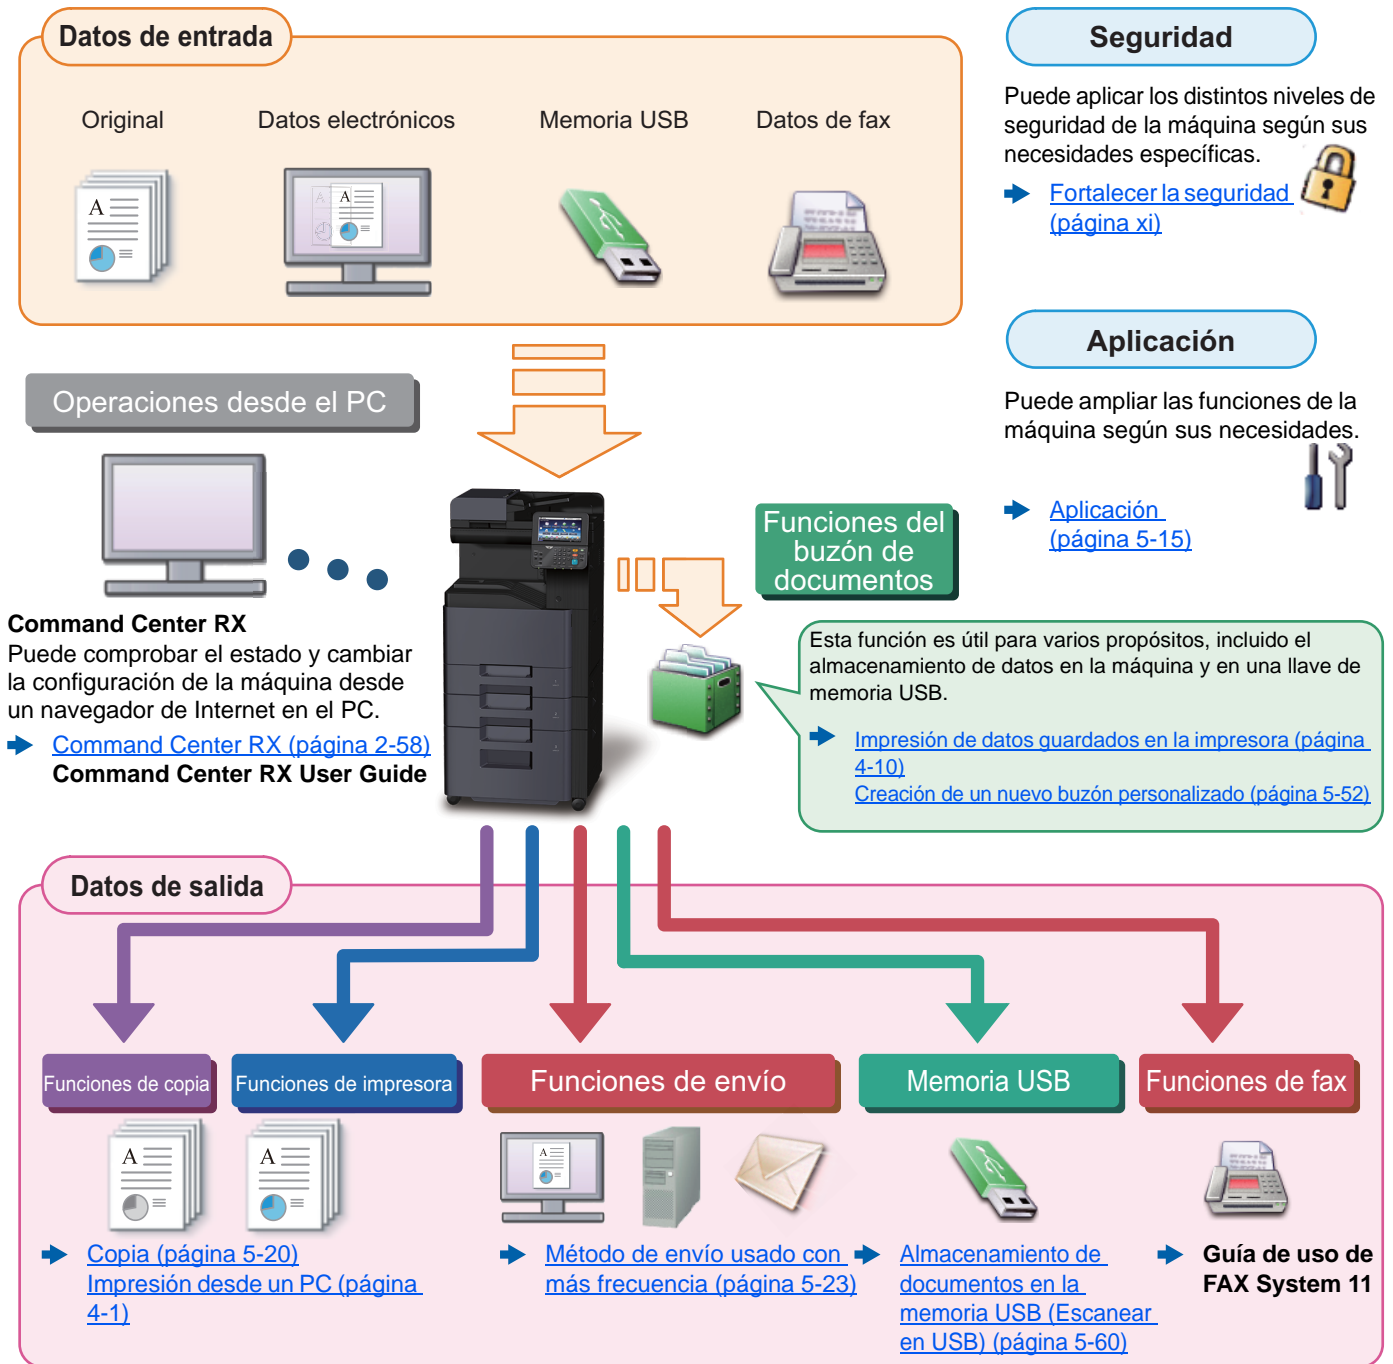 Datos de entrada
Original
Datos electrónicos
Memoria USB
Datos de fax
Seguridad
Puede aplicar los distintos niveles de
seguridad de la máquina según sus
necesidades específicas.
Fortalecer la seguridad
(página xi)
Aplicación
Puede ampliar las funciones de la
máquina según sus necesidades.
Aplicación
(página 5-15)
Operaciones desde el PC
Command Center RX
Puede comprobar el estado y cambiar
la configuración de la máquina desde
un navegador de Internet en el PC.
Command Center RX (página 2-58)
Command Center RX User Guide
Funciones del
buzón de
documentos
Esta función es útil para varios propósitos, incluido el
almacenamiento de datos en la máquina y en una llave de
memoria USB.
Impresión de datos guardados en la impresora (página
4-10)
Creación de un nuevo buzón personalizado (página 5-52)
Datos de salida
Funciones de copia
Funciones de impresora
Funciones de envío
Memoria USB
Funciones de fax
Copia (página 5-20)
Impresión desde un PC (página
4-1)
Método de envío usado con
más frecuencia (página 5-23)
Almacenamiento de
documentos en la
memoria USB (Escanear
en USB) (página 5-60)
Guía de uso de
FAX System 11